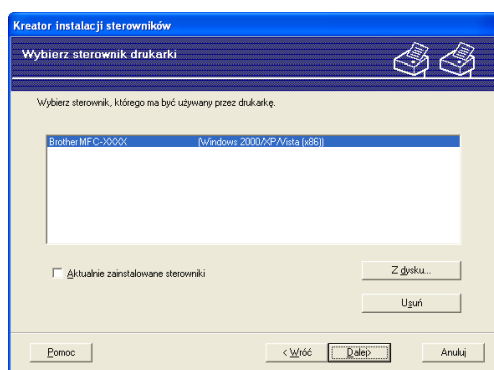 Kreator instalacji sterowników
Wybierz sterownik drukarki
Wybierz sterownik, którego ma być używany przez drukarkę.
Brother MFC-XXXX (Windows 2000/XP/Vista (x86))
Aktualnie zainstalowane sterowniki
Z dysku...
Usuń
Pomoc
< Wróć
Dalej>
Anuluj